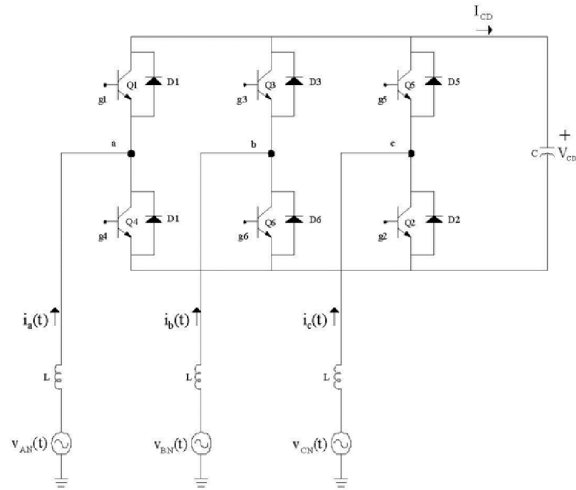 I_CD
Q1 D1 Q3 D3 Q5 D5
g1 g3 g5
a b c
C + V_CD
Q4 D1 Q6 D6 Q2 D2
g4 g6 g2
i_a(t) i_b(t) i_c(t)
L L L
v_AN(t) v_BN(t) v_CN(t)